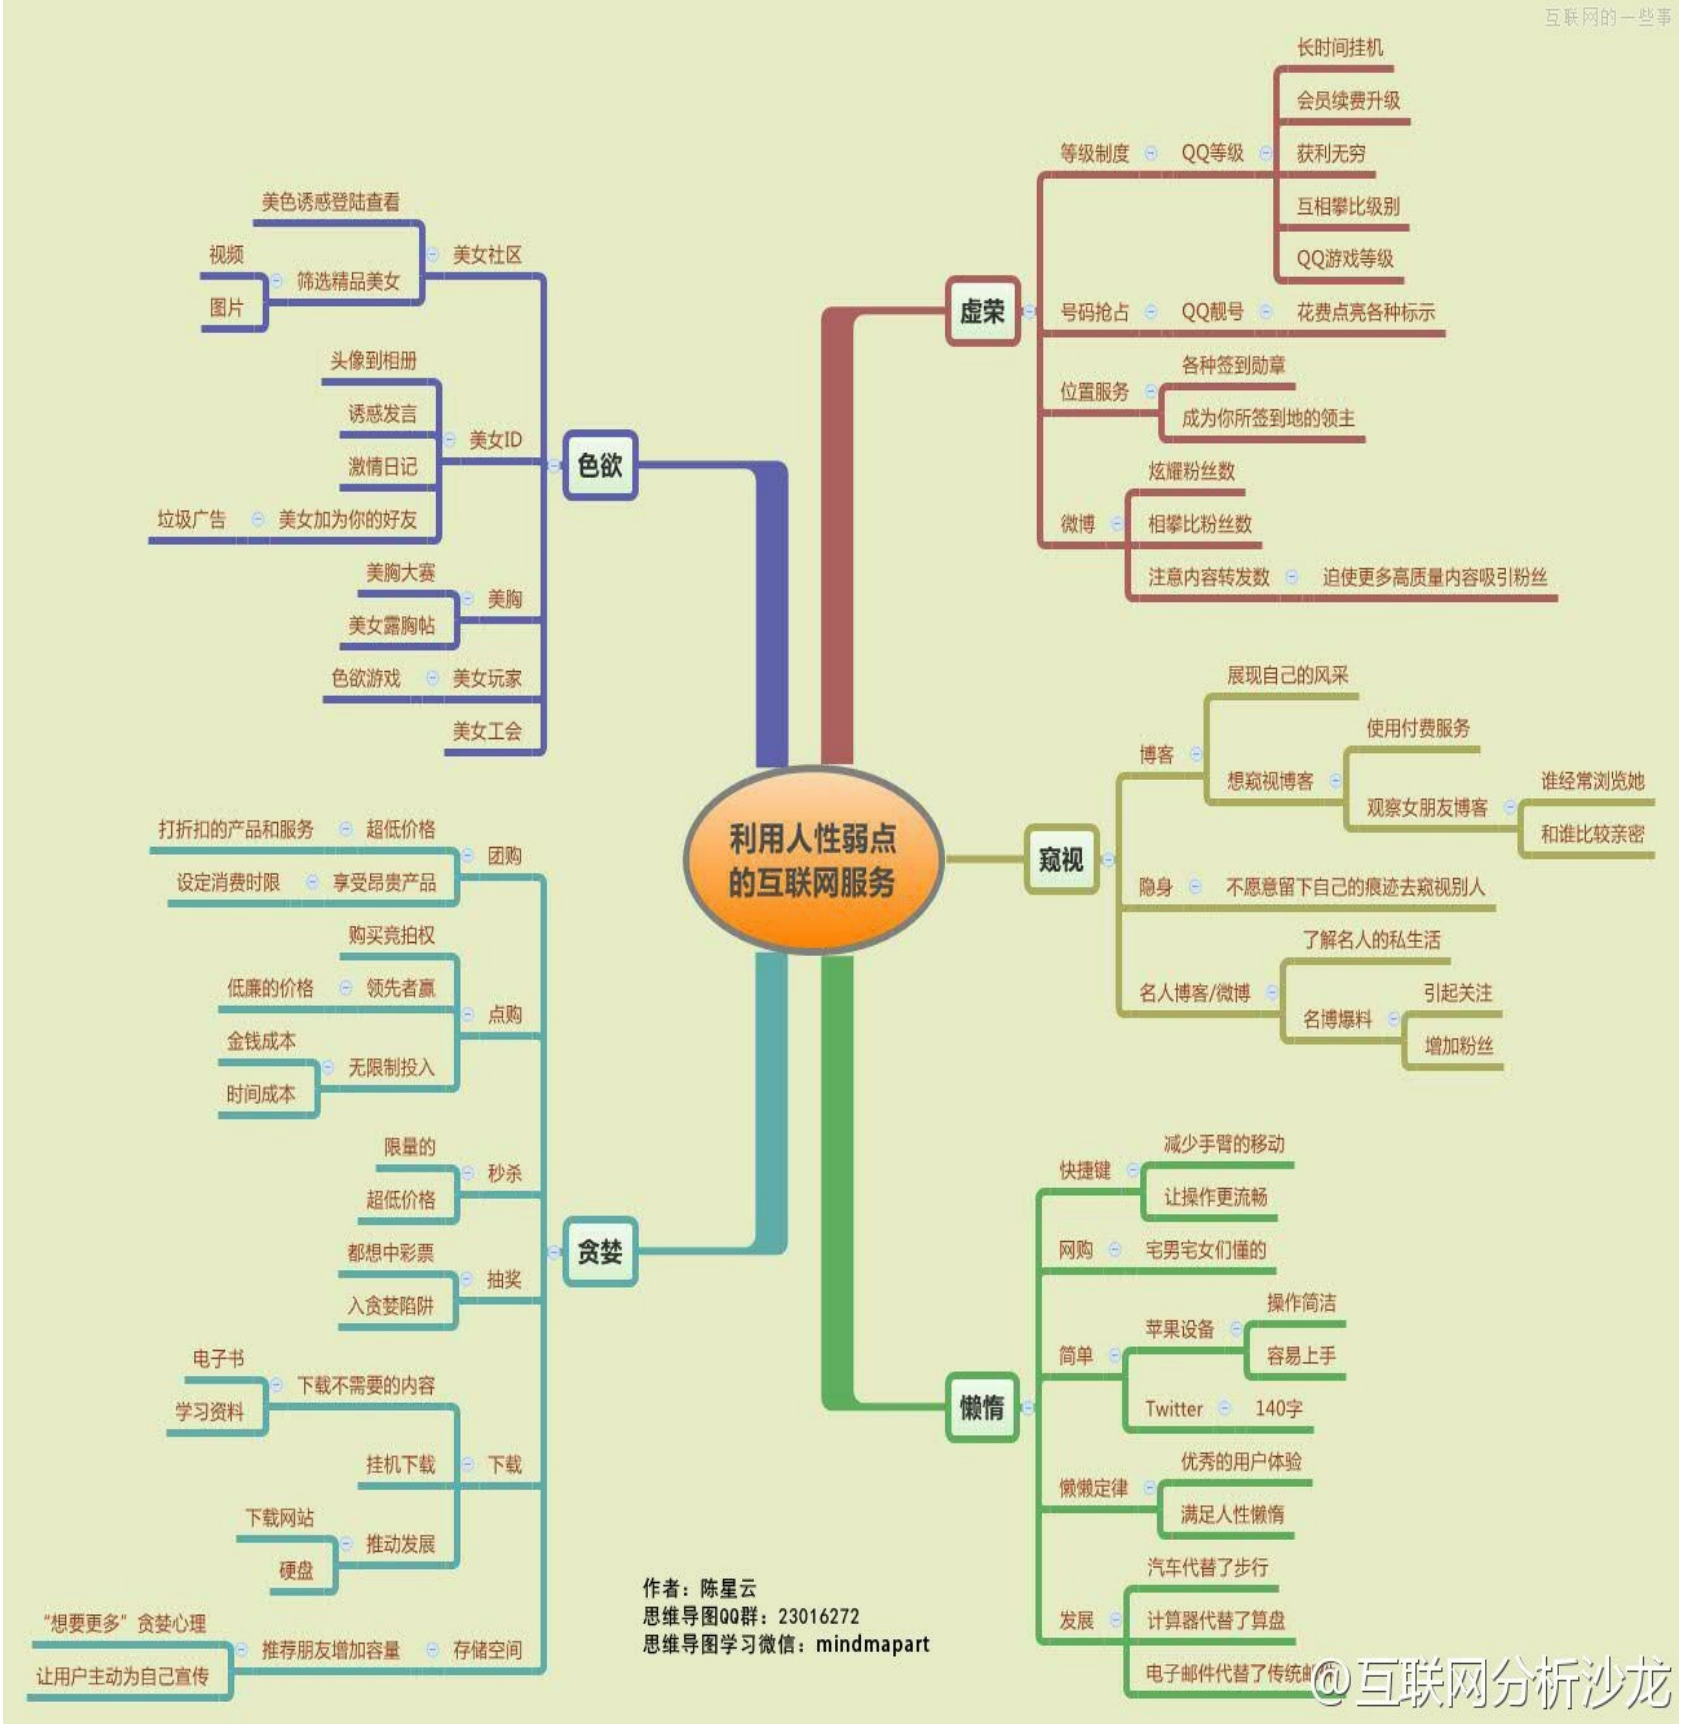 互联网的一些事
利用人性弱点
的互联网服务
虚荣
等级制度
QQ等级
长时间挂机
会员续费升级
获利无穷
互相攀比级别
QQ游戏等级
号码抢占
QQ靓号
花费点亮各种标示
位置服务
各种签到勋章
成为你所签到地的领主
微博
炫耀粉丝数
相攀比粉丝数
注意内容转发数
迫使更多高质量内容吸引粉丝
窥视
博客
展现自己的风采
想窥视博客
使用付费服务
观察女朋友博客
谁经常浏览她
和谁比较亲密
隐身
不愿意留下自己的痕迹去窥视别人
名人博客/微博
了解名人的私生活
名博爆料
引起关注
增加粉丝
懒惰
快捷键
减少手臂的移动
让操作更流畅
网购
宅男宅女们懂的
简单
苹果设备
操作简洁
容易上手
Twitter
140字
懒懒定律
优秀的用户体验
满足人性懒惰
发展
汽车代替了步行
计算器代替了算盘
电子邮件代替了传统
色欲
美女社区
美色诱惑登陆查看
筛选精品美女
视频
图片
美女ID
头像到相册
诱惑发言
激情日记
美女加为你的好友
垃圾广告
美胸
美胸大赛
美女露胸帖
美女玩家
色欲游戏
美女工会
贪婪
团购
超低价格
打折扣的产品和服务
享受昂贵产品
设定消费时限
点购
购买竞拍权
领先者赢
低廉的价格
无限制投入
金钱成本
时间成本
秒杀
限量的
超低价格
抽奖
都想中彩票
入贪婪陷阱
下载
下载不需要的内容
电子书
学习资料
挂机下载
推动发展
下载网站
硬盘
存储空间
推荐朋友增加容量
“想要更多”贪婪心理
让用户主动为自己宣传
作者：陈星云
思维导图QQ群：23016272
思维导图学习微信：mindmapart
@互联网分析沙龙